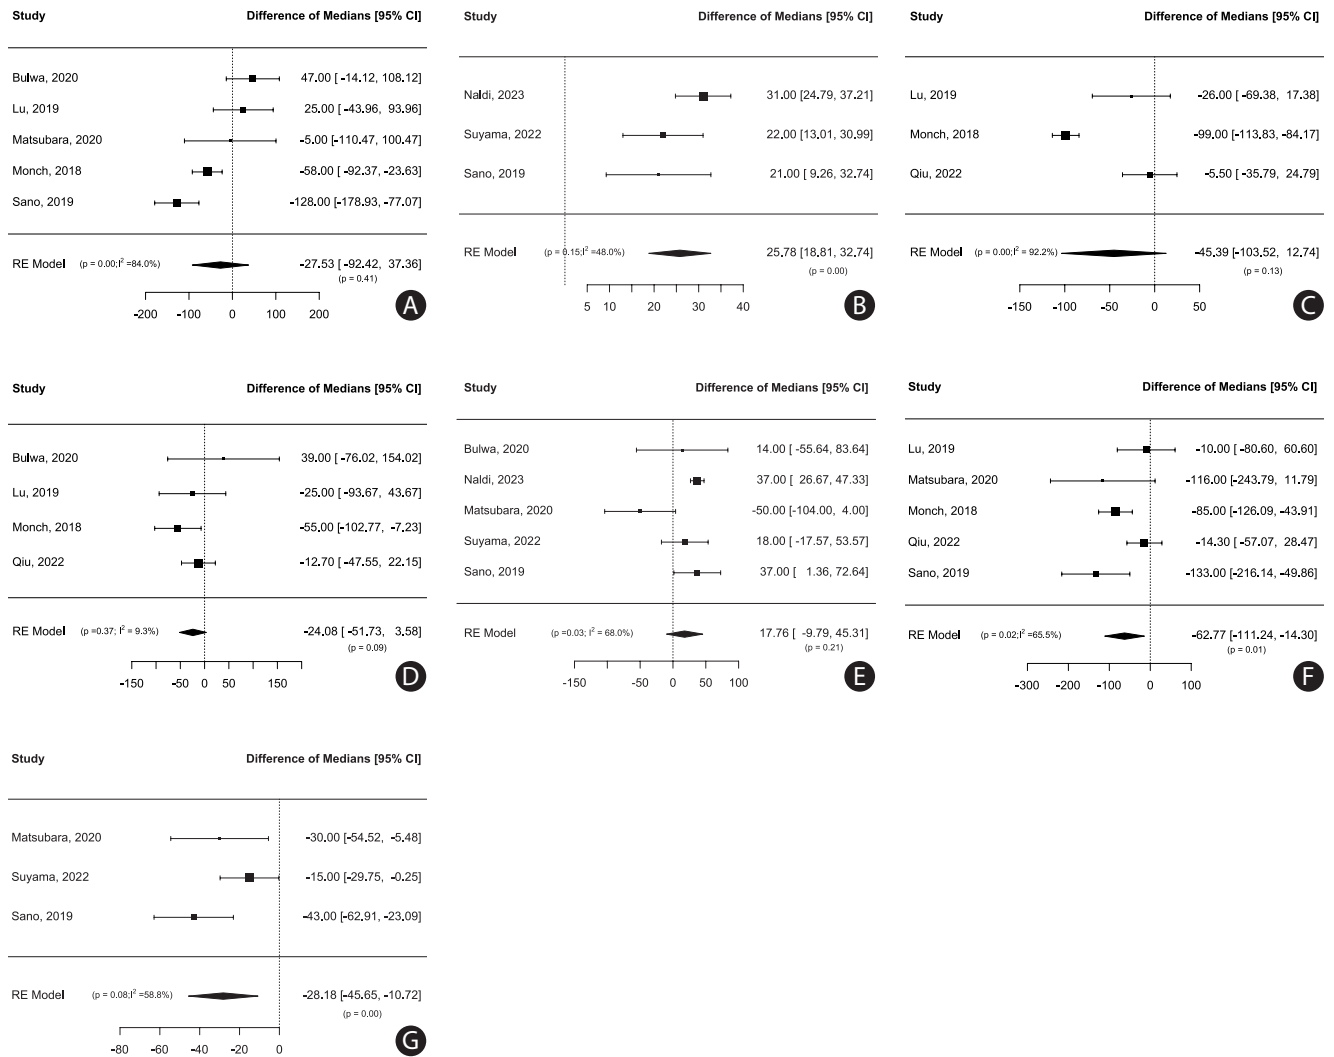 Study Difference of Medians [95% CI]
Bulwa, 2020 47.00 [ -14.12, 108.12]
Lu, 2019 25.00 [ -43.96, 93.96]
Matsubara, 2020 -5.00 [-110.47, 100.47]
Monch, 2018 -58.00 [ -92.37, -23.63]
Sano, 2019 -128.00 [-178.93, -77.07]
RE Model (p = 0.00;I² =84.0%) -27.53 [ -92.42, 37.36]
(p = 0.41)
-200 -100 0 100 200
A
Study Difference of Medians [95% CI]
Naldi, 2023 31.00 [24.79, 37.21]
Suyama, 2022 22.00 [13.01, 30.99]
Sano, 2019 21.00 [ 9.26, 32.74]
RE Model (p = 0.15;I² =48.0%) 25.78 [18.81, 32.74]
(p = 0.00)
5 10 20 30 40
B
Study Difference of Medians [95% CI]
Lu, 2019 -26.00 [ -69.38, 17.38]
Monch, 2018 -99.00 [-113.83, -84.17]
Qiu, 2022 -5.50 [ -35.79, 24.79]
RE Model (p = 0.00;I² = 92.2%) -45.39 [-103.52, 12.74]
(p = 0.13)
-150 -100 -50 0 50
C
Study Difference of Medians [95% CI]
Bulwa, 2020 39.00 [ -76.02, 154.02]
Lu, 2019 -25.00 [ -93.67, 43.67]
Monch, 2018 -55.00 [-102.77, -7.23]
Qiu, 2022 -12.70 [ -47.55, 22.15]
RE Model (p =0.37; I² = 9.3%) -24.08 [ -51.73, 3.58]
(p = 0.09)
-150 -50 0 50 150
D
Study Difference of Medians [95% CI]
Bulwa, 2020 14.00 [ -55.64, 83.64]
Naldi, 2023 37.00 [ 26.67, 47.33]
Matsubara, 2020 -50.00 [-104.00, 4.00]
Suyama, 2022 18.00 [ -17.57, 53.57]
Sano, 2019 37.00 [ 1.36, 72.64]
RE Model (p =0.03; I² = 68.0%) 17.76 [ -9.79, 45.31]
(p = 0.21)
-150 -50 0 50 100
E
Study Difference of Medians [95% CI]
Lu, 2019 -10.00 [ -80.60, 60.60]
Matsubara, 2020 -116.00 [-243.79, 11.79]
Monch, 2018 -85.00 [-126.09, -43.91]
Qiu, 2022 -14.30 [ -57.07, 28.47]
Sano, 2019 -133.00 [-216.14, -49.86]
RE Model (p = 0.02;I² =65.5%) -62.77 [-111.24, -14.30]
(p = 0.01)
-300 -200 -100 0 100
F
Study Difference of Medians [95% CI]
Matsubara, 2020 -30.00 [-54.52, -5.48]
Suyama, 2022 -15.00 [-29.75, -0.25]
Sano, 2019 -43.00 [-62.91, -23.09]
RE Model (p = 0.08;I² =58.8%) -28.18 [-45.65, -10.72]
(p = 0.00)
-80 -60 -40 -20 0
G